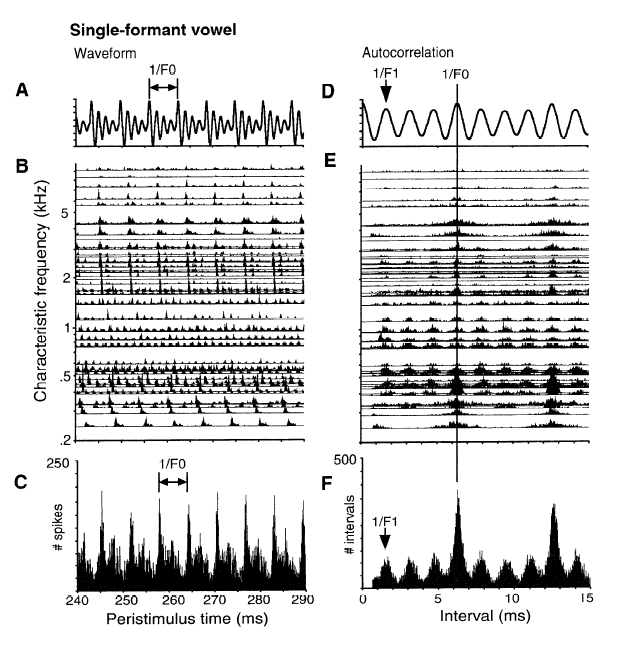 Single-formant vowel
Waveform
Autocorrelation
1/F0
1/F1
1/F0
A
D
B
E
Characteristic frequency (kHz)
5
2
1
.5
.2
C
250
# spikes
1/F0
F
500
# intervals
1/F1
0
240 250 260 270 280 290
Peristimulus time (ms)
0 5 10 15
Interval (ms)